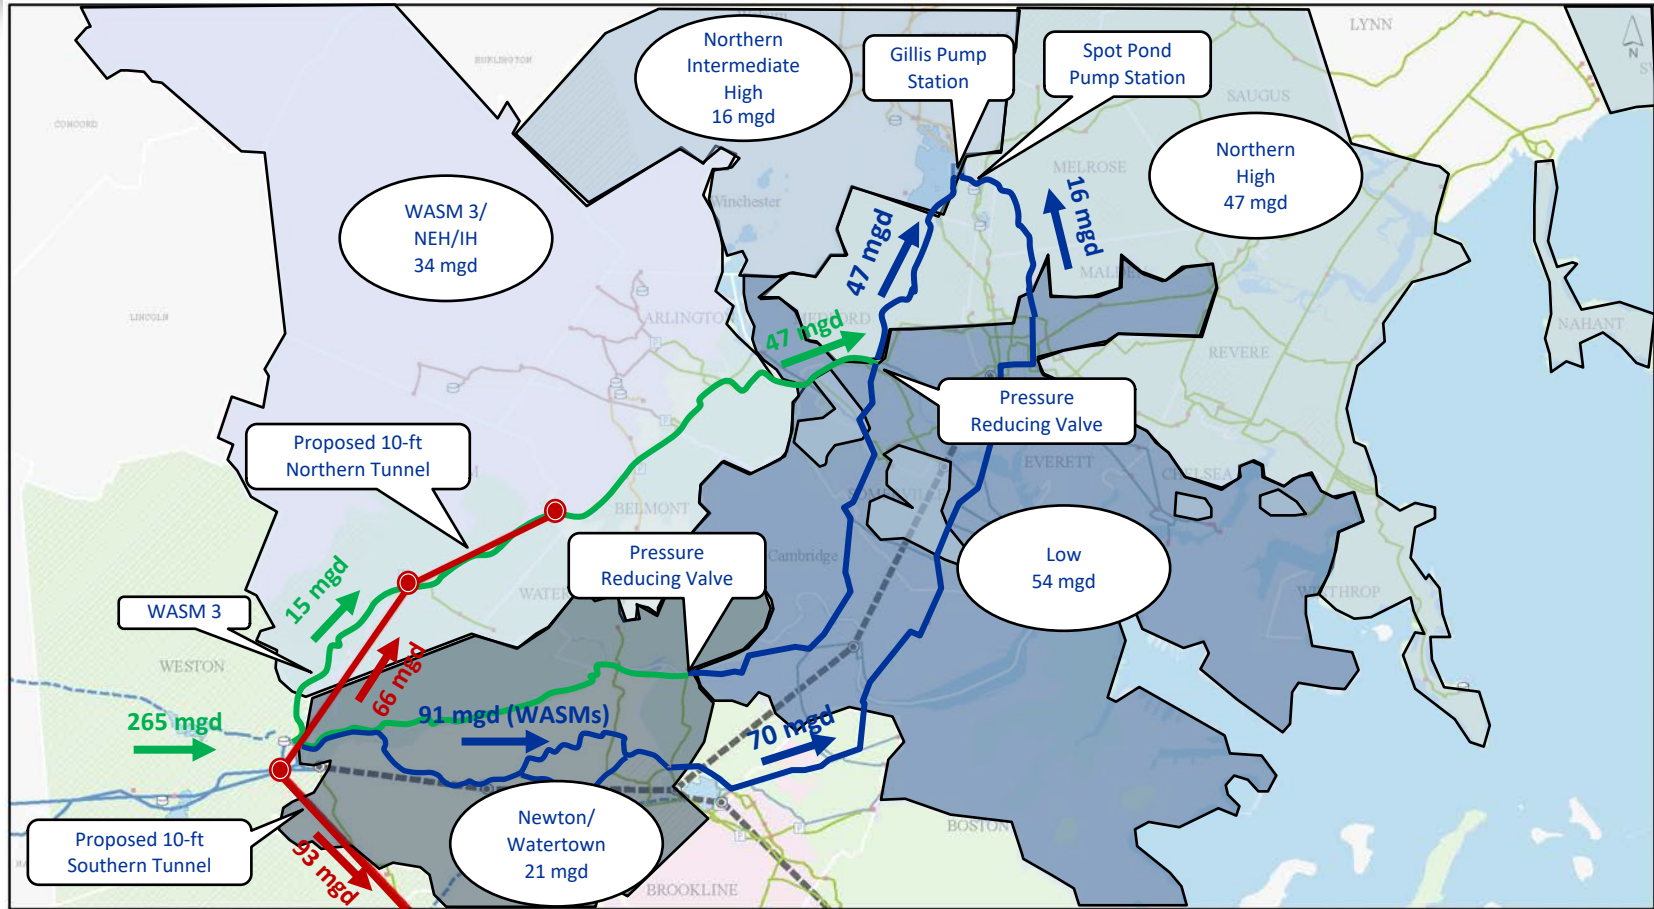 LYNN
N
BURLINGTON
Northern
Intermediate
High
16 mgd
Gillis Pump
Station
Spot Pond
Pump Station
SAUGUS
CONCORD
MELROSE
Northern
High
47 mgd
WASM 3/
NEH/IH
34 mgd
Winchester
16 mgd
47 mgd
LINCOLN
ARLINGTON
MEDFORD
47 mgd
NAHANT
REVERE
Pressure
Reducing Valve
Proposed 10-ft
Northern Tunnel
EVERETT
CHELSEA
BELMONT
Pressure
Reducing Valve
Cambridge
Low
54 mgd
15 mgd
WASM 3
WESTON
66 mgd
265 mgd
91 mgd (WASMs)
70 mgd
Newton/
Watertown
21 mgd
Proposed 10-ft
Southern Tunnel
93 mgd
BOSTON
BROOKLINE